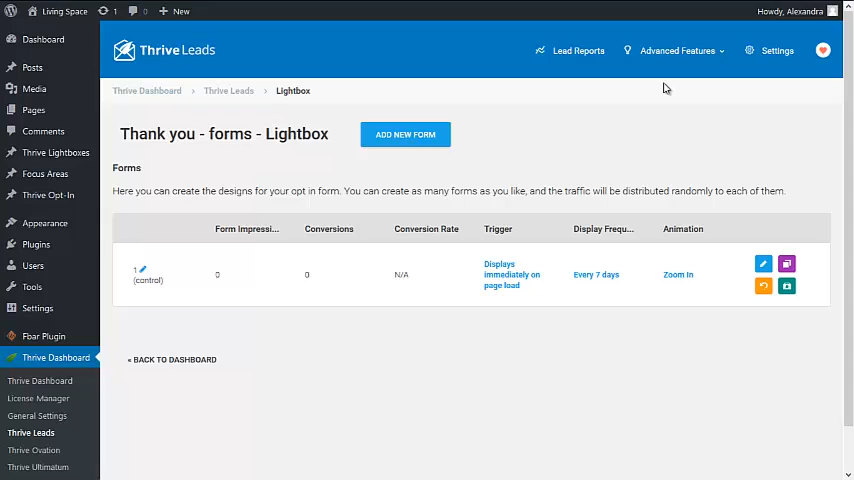 Living Space 1 0 New Howdy, Alexandra
Thrive Leads Lead Reports Advanced Features Settings
Thrive Dashboard > Thrive Leads > Lightbox
Thank you - forms - Lightbox ADD NEW FORM
Forms
Here you can create the designs for your opt in form. You can create as many forms as you like, and the traffic will be distributed randomly to each of them.
Form Impressi... Conversions Conversion Rate Trigger Display Frequ... Animation
1
(control) 0 0 N/A
Displays
immediately on
page load
Every 7 days Zoom In
« BACK TO DASHBOARD
Dashboard
Posts
Media
Pages
Comments
Thrive Lightboxes
Focus Areas
Thrive Opt-In
Appearance
Plugins
Users
Tools
Settings
Fbar Plugin
Thrive Dashboard
Thrive Dashboard
License Manager
General Settings
Thrive Leads
Thrive Ovation
Thrive Ultimatum